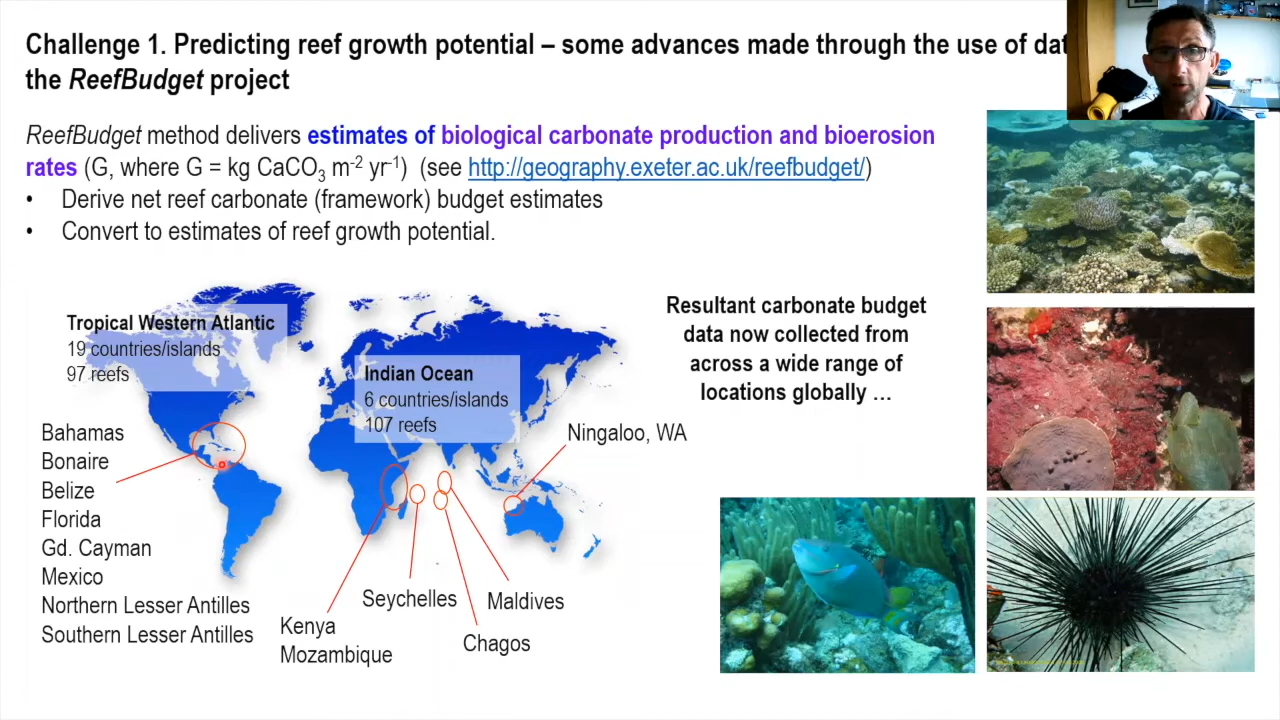 Challenge 1. Predicting reef growth potential – some advances made through the use of dat
the ReefBudget project
ReefBudget method delivers estimates of biological carbonate production and bioerosion
rates (G, where G = kg CaCO₃ m⁻² yr⁻¹) (see http://geography.exeter.ac.uk/reefbudget/)
• Derive net reef carbonate (framework) budget estimates
• Convert to estimates of reef growth potential.
Tropical Western Atlantic
19 countries/islands
97 reefs
Indian Ocean
6 countries/islands
107 reefs
Resultant carbonate budget
data now collected from
across a wide range of
locations globally …
Bahamas
Bonaire
Belize
Florida
Gd. Cayman
Mexico
Northern Lesser Antilles
Southern Lesser Antilles
Ningaloo, WA
Seychelles
Maldives
Kenya
Mozambique
Chagos